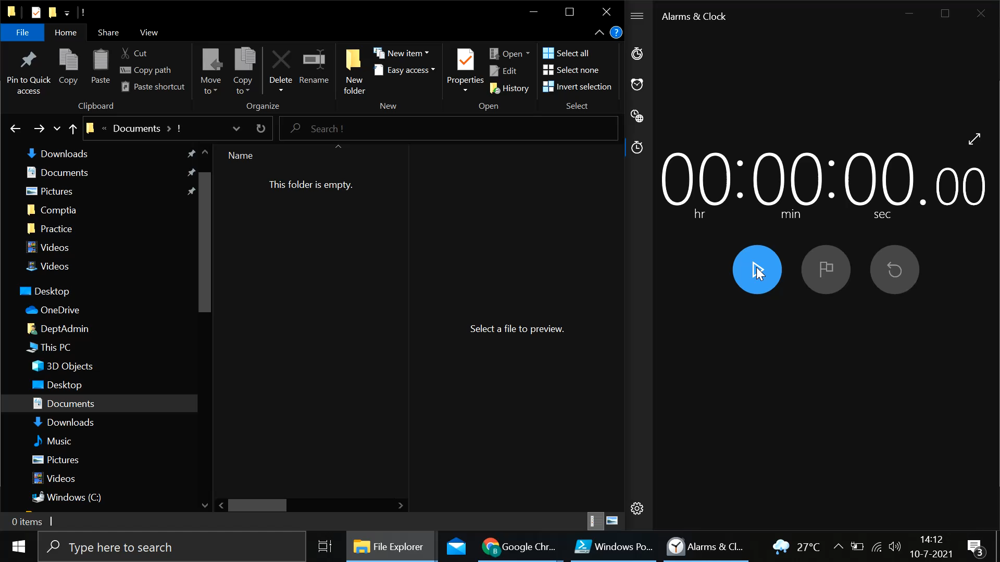 !
File Home Share View
Pin to Quick access
Copy
Paste
Cut
Copy path
Paste shortcut
Clipboard
Move to
Copy to
Delete
Rename
Organize
New folder
New item
Easy access
New
Properties
Open
Edit
History
Open
Select all
Select none
Invert selection
Select
« Documents > !
Search !
Downloads
Documents
Pictures
Comptia
Practice
Videos
Videos
Desktop
OneDrive
DeptAdmin
This PC
3D Objects
Desktop
Documents
Downloads
Music
Pictures
Videos
Windows (C:)
Name
This folder is empty.
Select a file to preview.
0 items
Alarms & Clock
00:00:00.00
hr min sec
Type here to search
File Explorer
B
Google Chr...
Windows Po...
Alarms & Cl...
27°C
14:12
10-7-2021
3